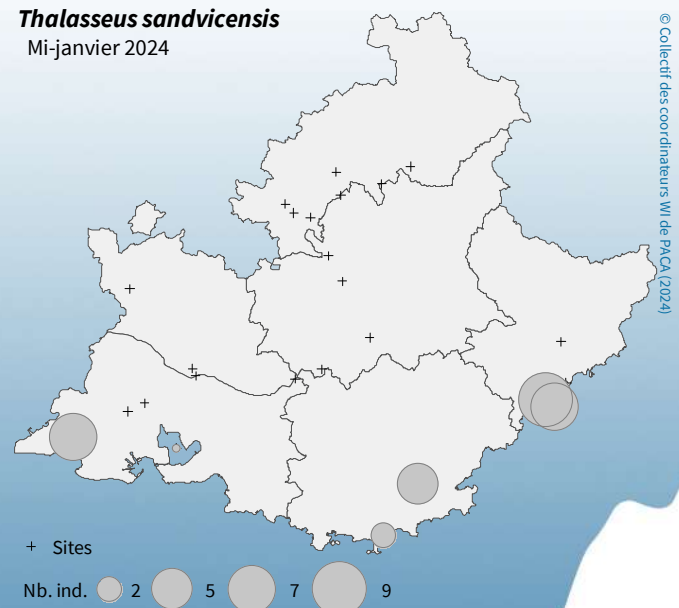 Thalasseus sandvicensis
Mi-janvier 2024
© Collectif des coordinateurs WI de PACA (2024)
+ Sites
Nb. ind. 2 5 7 9